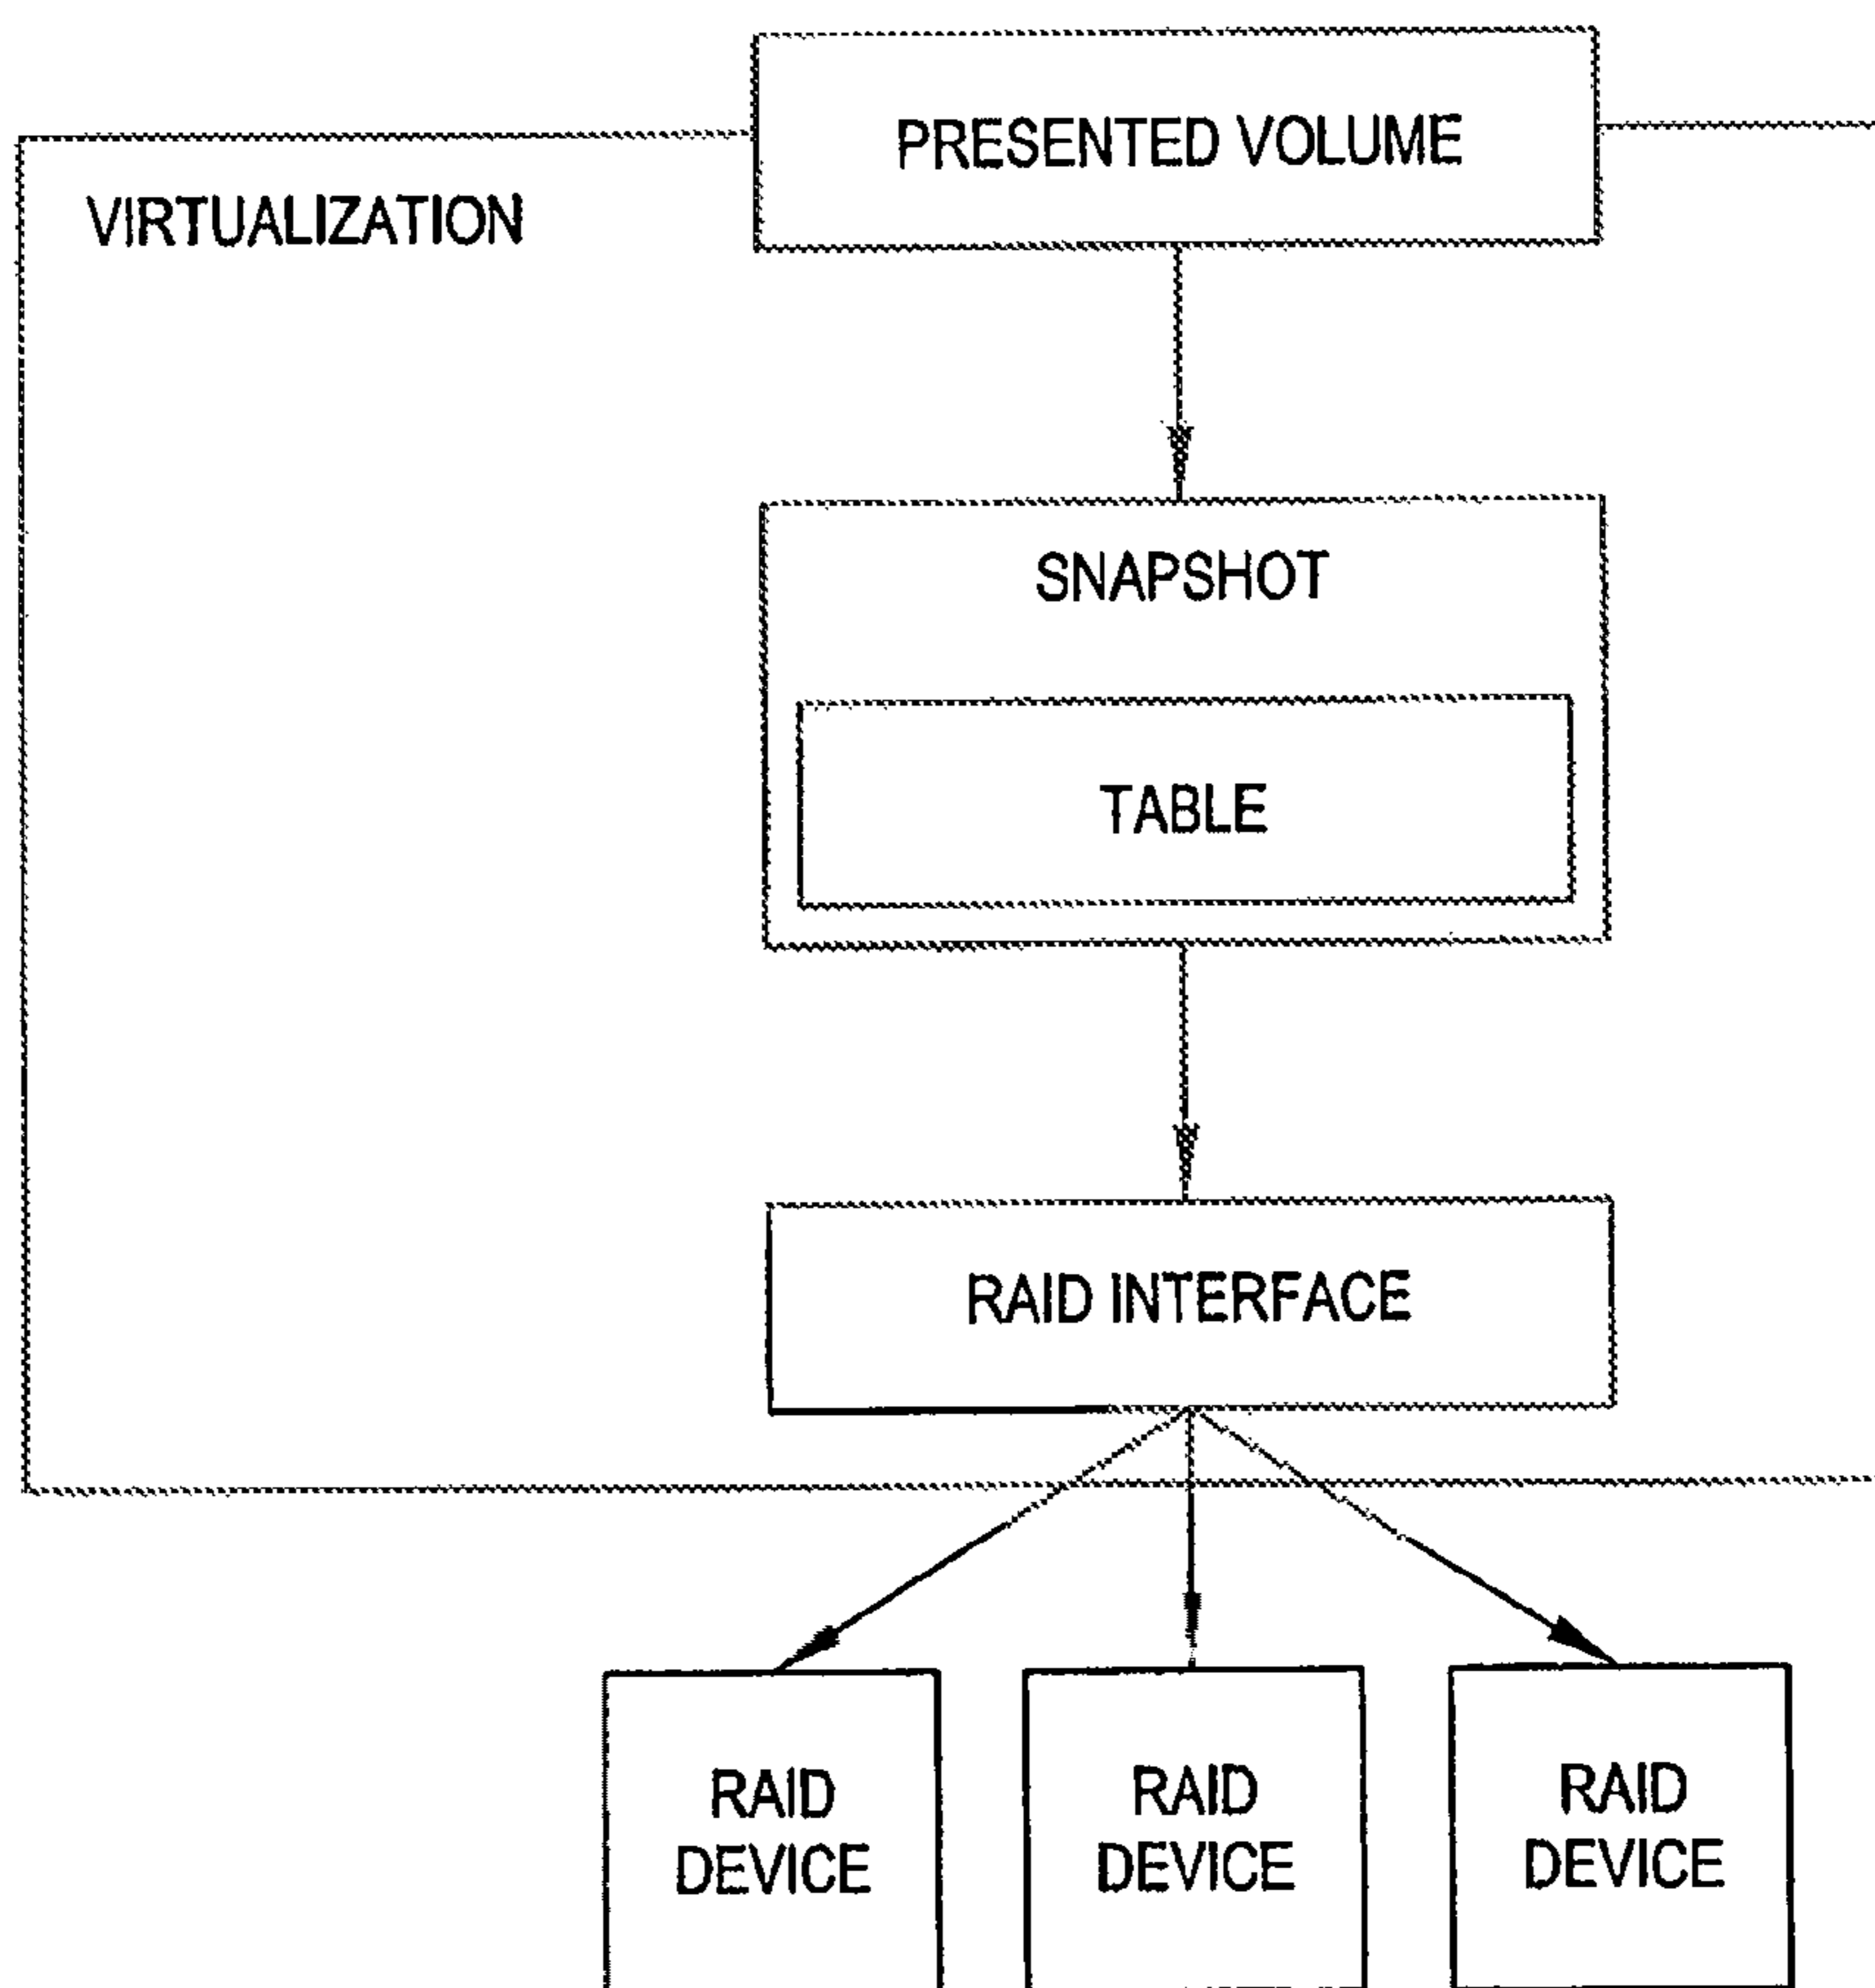 PRESENTED VOLUME
VIRTUALIZATION
SNAPSHOT
TABLE
RAID INTERFACE
RAID
DEVICE
RAID
DEVICE
RAID
DEVICE